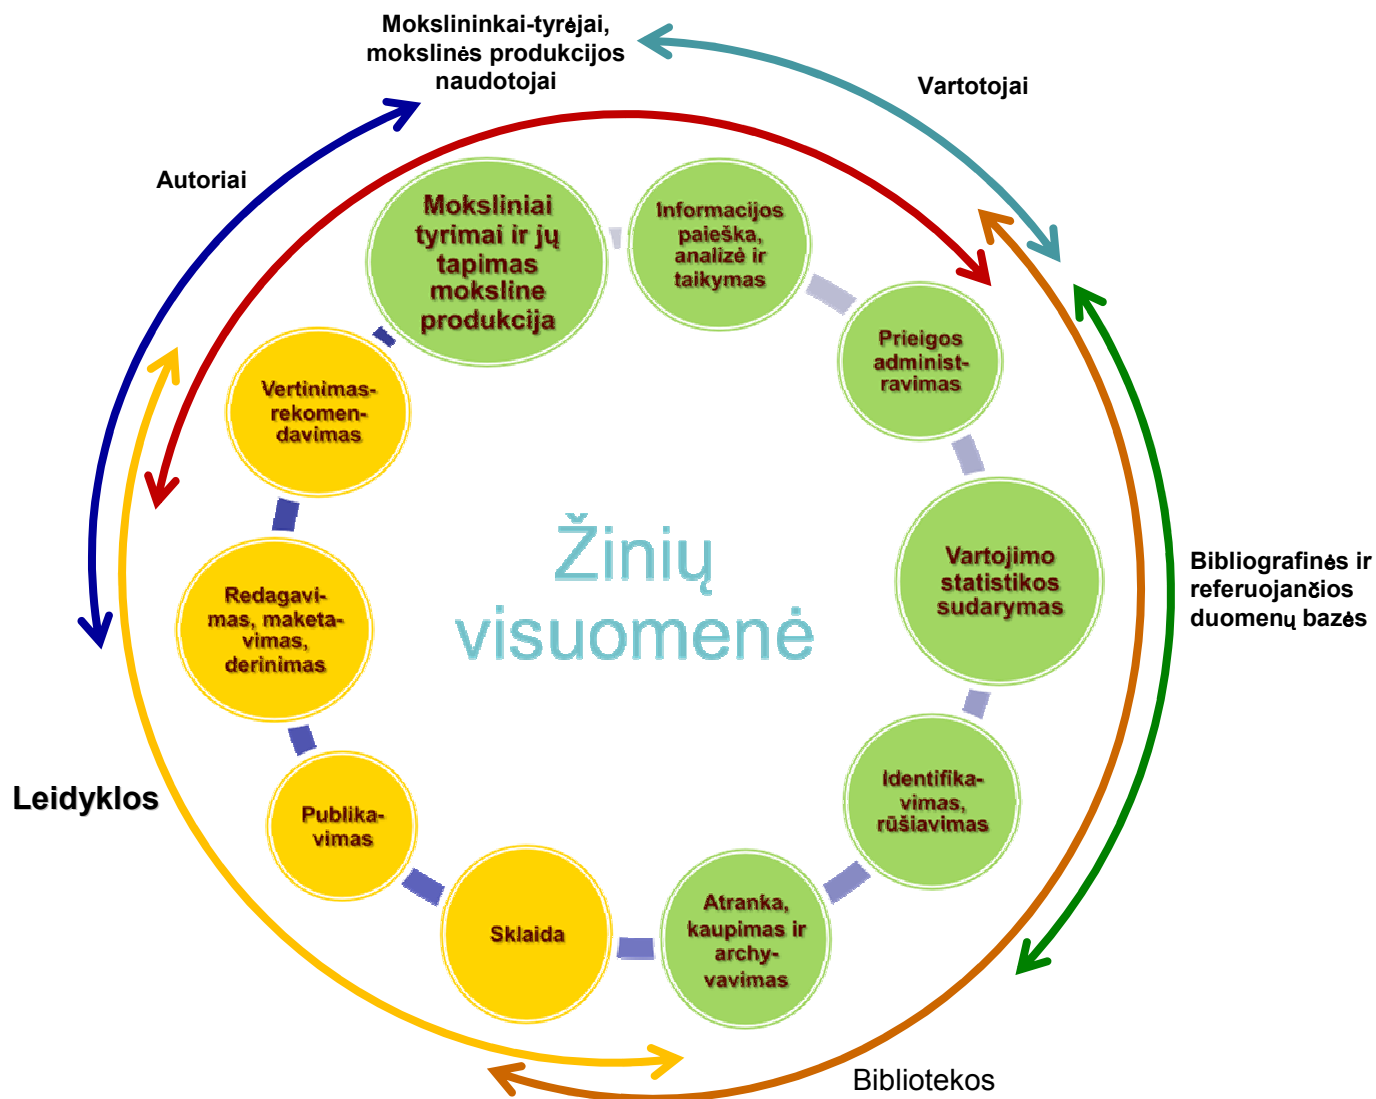 Mokslininkai-tyrėjai,
mokslinės produkcijos
naudotojai
Vartotojai
Autoriai
Moksliniai
tyrimai ir jų
tapimas
moksline
produkcija
Informacijos
paieška,
analizė ir
taikymas
Prieigos
administ-
ravimas
Vertinimas-
rekomen-
davimas
Žinių
visuomenė
Vartojimo
statistikos
sudarymas
Bibliografinės ir
referuojančios
duomenų bazės
Redagavi-
mas, maketa-
vimas,
derinimas
Identifika-
vimas,
rūšiavimas
Leidyklos
Publika-
vimas
Sklaida
Atranka,
kaupimas ir
archy-
vavimas
Bibliotekos